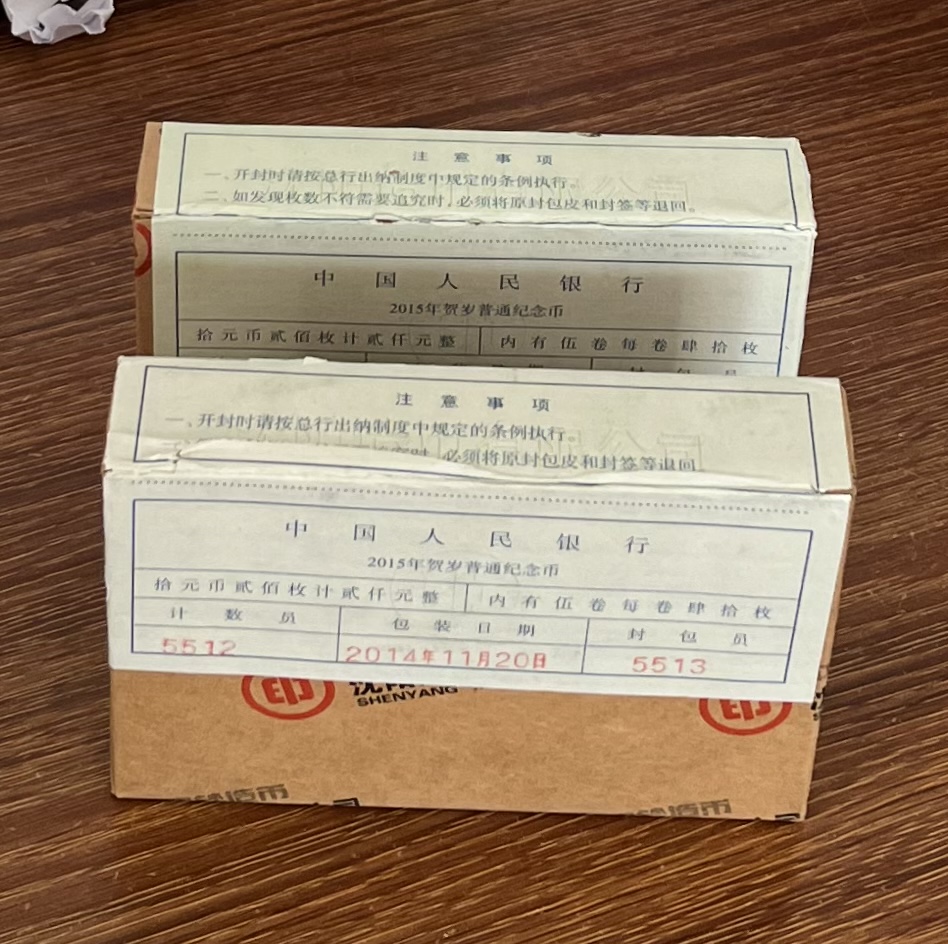 注意事项
一、开封时请按总行出纳制度中规定的条例执行。
二、如发现枚数不符需要追究时，必须将原封包皮和封签等退回。
中国人民银行
2015年贺岁普通纪念币
拾元币贰佰枚计贰仟元整 内有伍卷每卷肆拾枚
注意事项
一、开封时请按总行出纳制度中规定的条例执行。
必须将原封包皮和封签等退回
中国人民银行
2015年贺岁普通纪念币
拾元币贰佰枚计贰仟元整 内有伍卷每卷肆拾枚
计数员 包装日期 封包员
5512 2014年11月20日 5513
印 SHENYANG 印
造币 造币